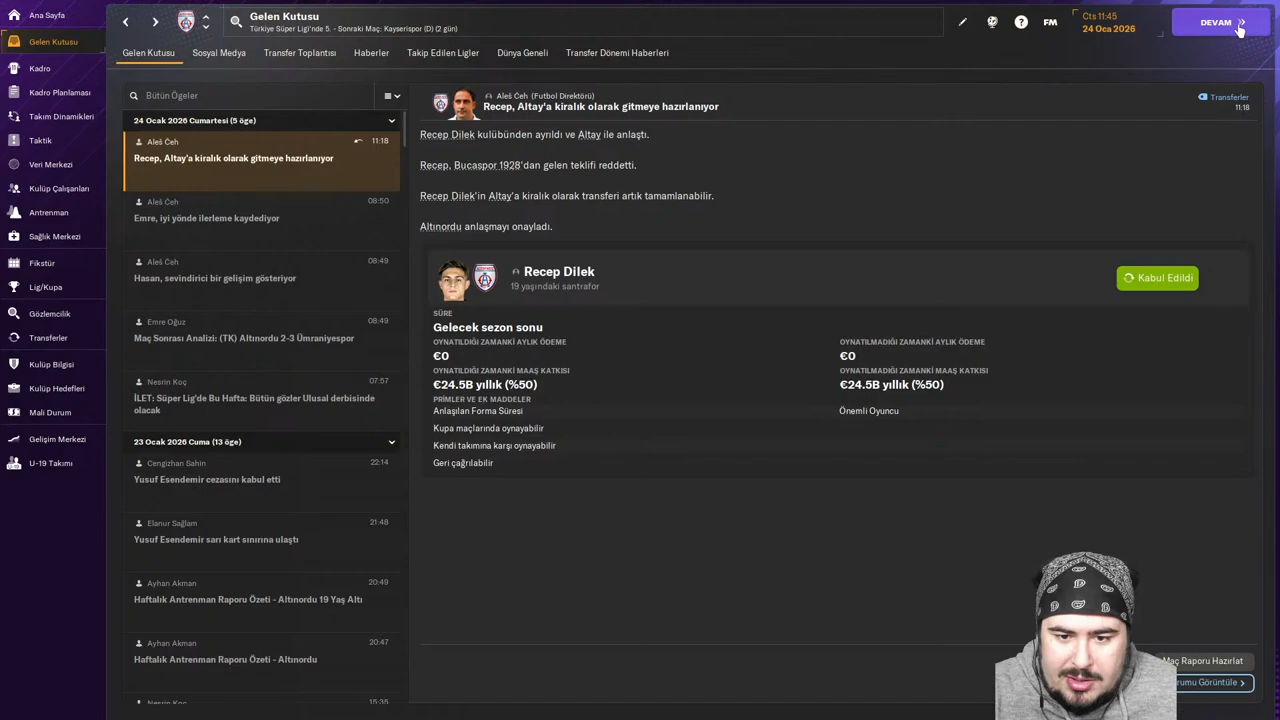 Ana Sayfa
Gelen Kutusu
Kadro
Kadro Planlaması
Takım Dinamikleri
Taktik
Veri Merkezi
Kulüp Çalışanları
Antrenman
Sağlık Merkezi
Fikstür
Lig/Kupa
Gözlemcilik
Transferler
Kulüp Bilgisi
Kulüp Hedefleri
Mali Durum
Gelişim Merkezi
U-19 Takımı
Gelen Kutusu
Türkiye Süper Ligi'nde 5. - Sonraki Maç: Kayserispor (D) (2 gün)
FM
Cts 11:45
24 Oca 2026
DEVAM
Gelen Kutusu
Sosyal Medya
Transfer Toplantısı
Haberler
Takip Edilen Ligler
Dünya Geneli
Transfer Dönemi Haberleri
Bütün Ögeler
24 Ocak 2026 Cumartesi (5 öge)
Aleš Čeh 11:18
Recep, Altay'a kiralık olarak gitmeye hazırlanıyor
Aleš Čeh 08:50
Emre, iyi yönde ilerleme kaydediyor
Aleš Čeh 08:49
Hasan, sevindirici bir gelişim gösteriyor
Emre Oğuz 08:49
Maç Sonrası Analizi: (TK) Altınordu 2-3 Ümraniyespor
Nesrin Koç 07:57
İLET: Süper Lig'de Bu Hafta: Bütün gözler Ulusal derbisinde
olacak
23 Ocak 2026 Cuma (13 öge)
Cengizhan Sahin 22:14
Yusuf Esendemir cezasını kabul etti
Elanur Sağlam 21:48
Yusuf Esendemir sarı kart sınırına ulaştı
Ayhan Akman 20:49
Haftalık Antrenman Raporu Özeti - Altınordu 19 Yaş Altı
Ayhan Akman 20:47
Haftalık Antrenman Raporu Özeti - Altınordu
15:35
Aleš Čeh (Futbol Direktörü)
Recep, Altay'a kiralık olarak gitmeye hazırlanıyor
Transferler
11:18
Recep Dilek kulübünden ayrıldı ve Altay ile anlaştı.
Recep, Bucaspor 1928'dan gelen teklifi reddetti.
Recep Dilek'in Altay'a kiralık olarak transferi artık tamamlanabilir.
Altınordu anlaşmayı onayladı.
Recep Dilek
19 yaşındaki santrafor
Kabul Edildi
SÜRE
Gelecek sezon sonu
OYNATILDIĞI ZAMANKİ AYLIK ÖDEME
€0
OYNATILMADIĞI ZAMANKİ AYLIK ÖDEME
€0
OYNATILDIĞI ZAMANKİ MAAŞ KATKISI
€24.5B yıllık (%50)
OYNATILMADIĞI ZAMANKİ MAAŞ KATKISI
€24.5B yıllık (%50)
PRİMLER VE EK MADDELER
Anlaşılan Forma Süresi
Önemli Oyuncu
Kupa maçlarında oynayabilir
Kendi takımına karşı oynayabilir
Geri çağrılabilir
Maç Raporu Hazırlat
Görüntüle